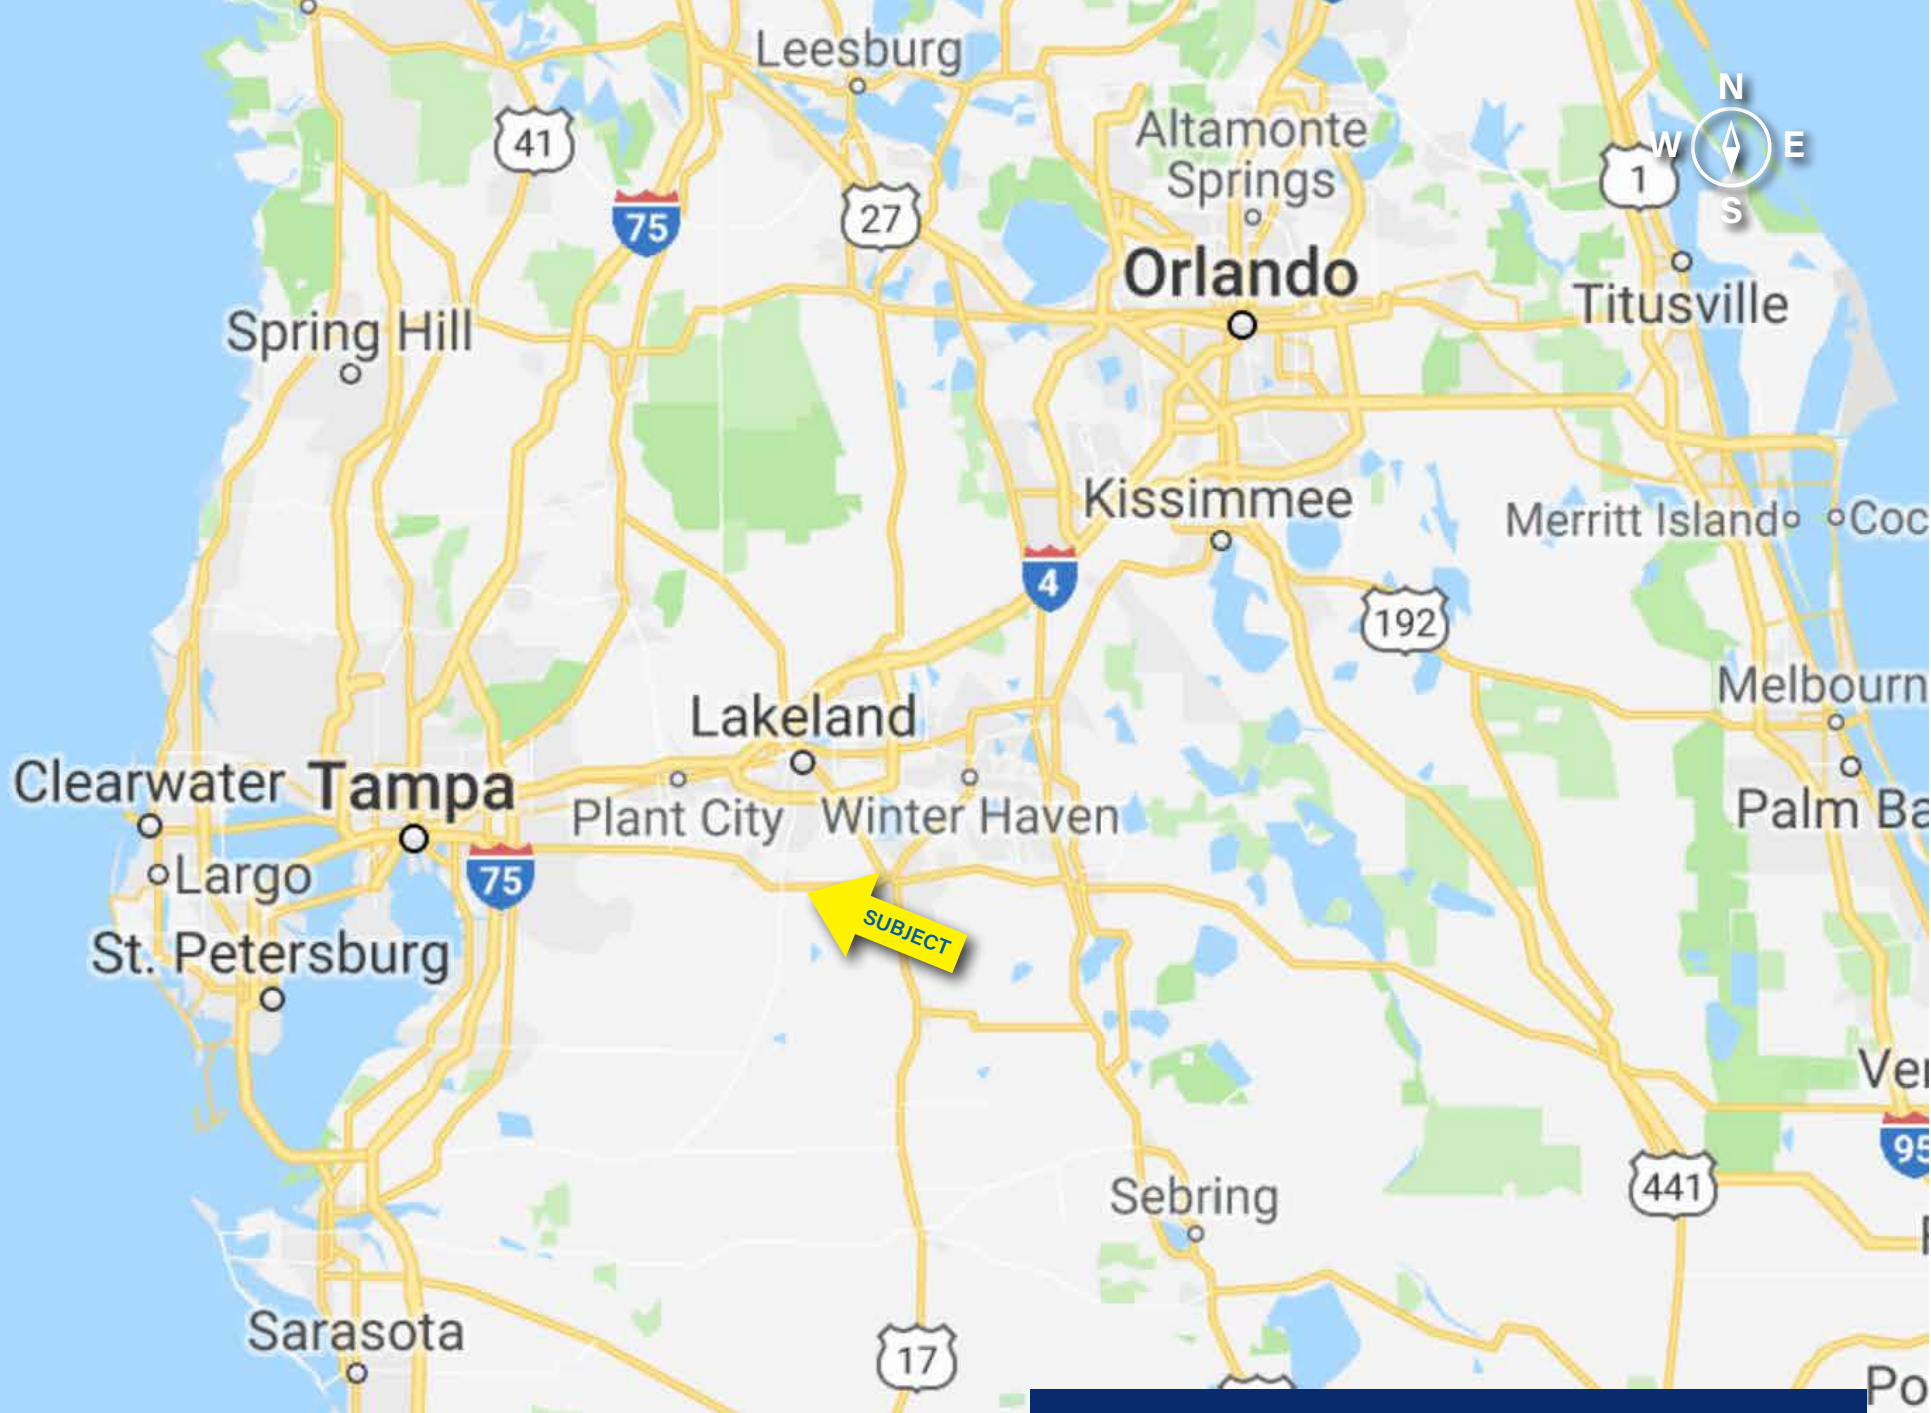 Leesburg
N
41
Altamonte
Springs
W
E
1
27
75
S
Orlando
Titusville
Spring Hill
Kissimmee
Merritt Island
Coc
4
192
Melbourn
Lakeland
Clearwater
Tampa
Plant City
Winter Haven
Palm Ba
Largo
75
SUBJECT
St. Petersburg
Ver
95
441
Sebring
Sarasota
17
Po